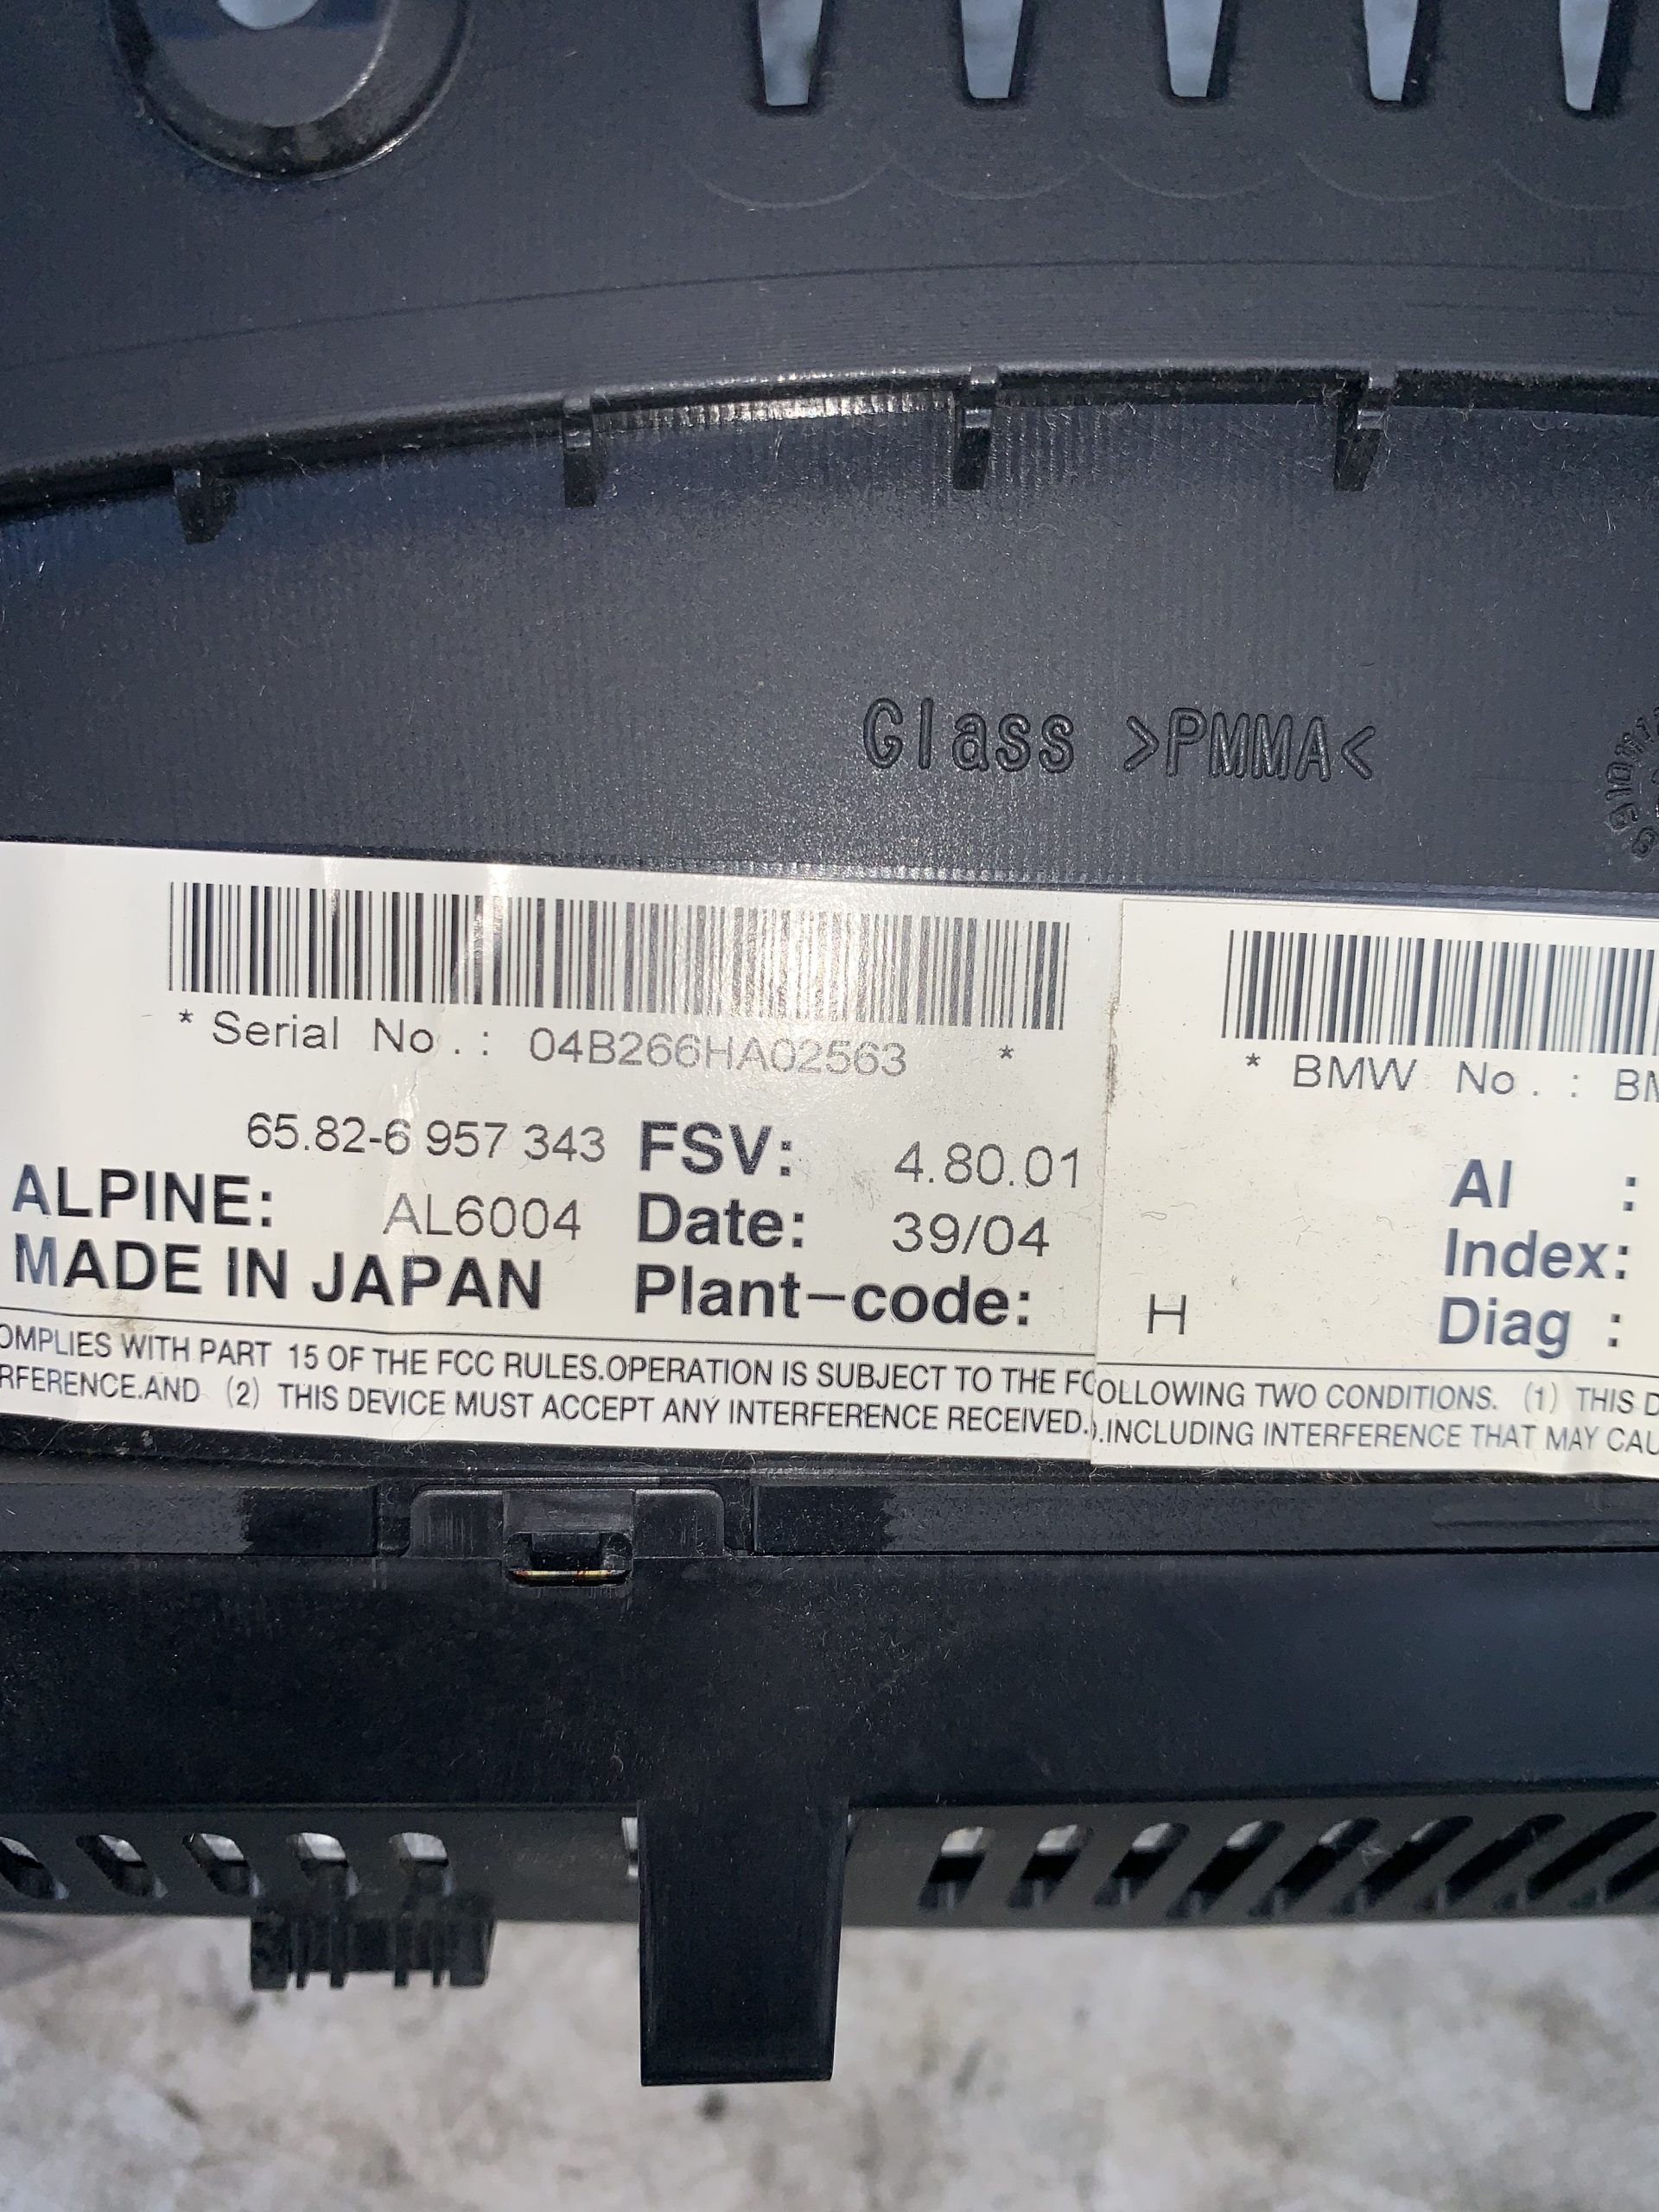 Glass >PMMA<
* Serial No.: 04B266HA02563 *
* BMW No.: BM
65.82-6 957 343 FSV: 4.80.01
AI :
ALPINE: AL6004 Date: 39/04
Index:
MADE IN JAPAN Plant-code: H
Diag :
OMPLIES WITH PART 15 OF THE FCC RULES.OPERATION IS SUBJECT TO THE FOLLOWING TWO CONDITIONS. (1) THIS D
RFERENCE.AND (2) THIS DEVICE MUST ACCEPT ANY INTERFERENCE RECEIVED.).INCLUDING INTERFERENCE THAT MAY CAU